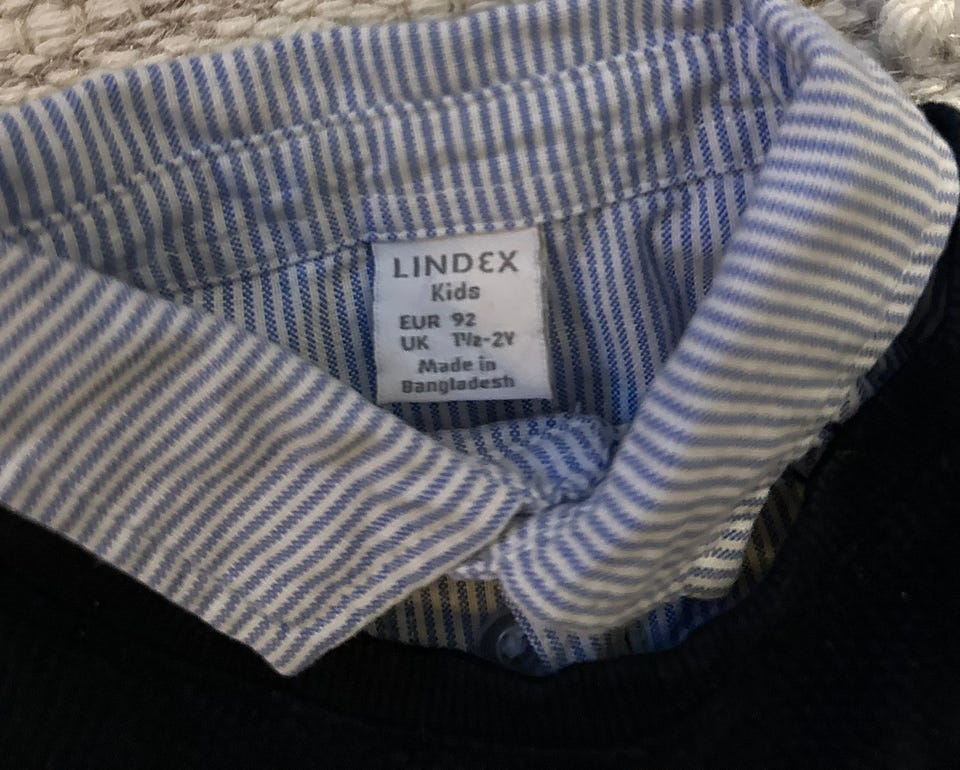 LINDEX
Kids
EUR 92
UK 1½-2Y
Made in
Bangladesh